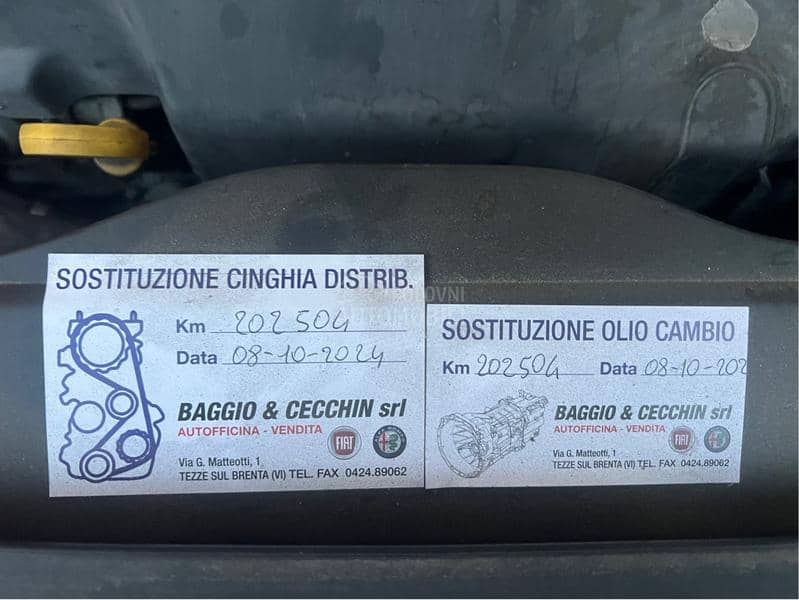 SOSTITUZIONE CINGHIA DISTRIB.
Km 202504
Data 08-10-2024
BAGGIO & CECCHIN srl
AUTOFFICINA - VENDITA
FIAT
Via G. Matteotti, 1
TEZZE SUL BRENTA (VI) TEL. FAX 0424.89062
SOSTITUZIONE OLIO CAMBIO
Km 202504 Data 08-10-202
BAGGIO & CECCHIN srl
AUTOFFICINA - VENDITA
FIAT
Via G. Matteotti, 1
TEZZE SUL BRENTA (VI) TEL. FAX 0424.89062